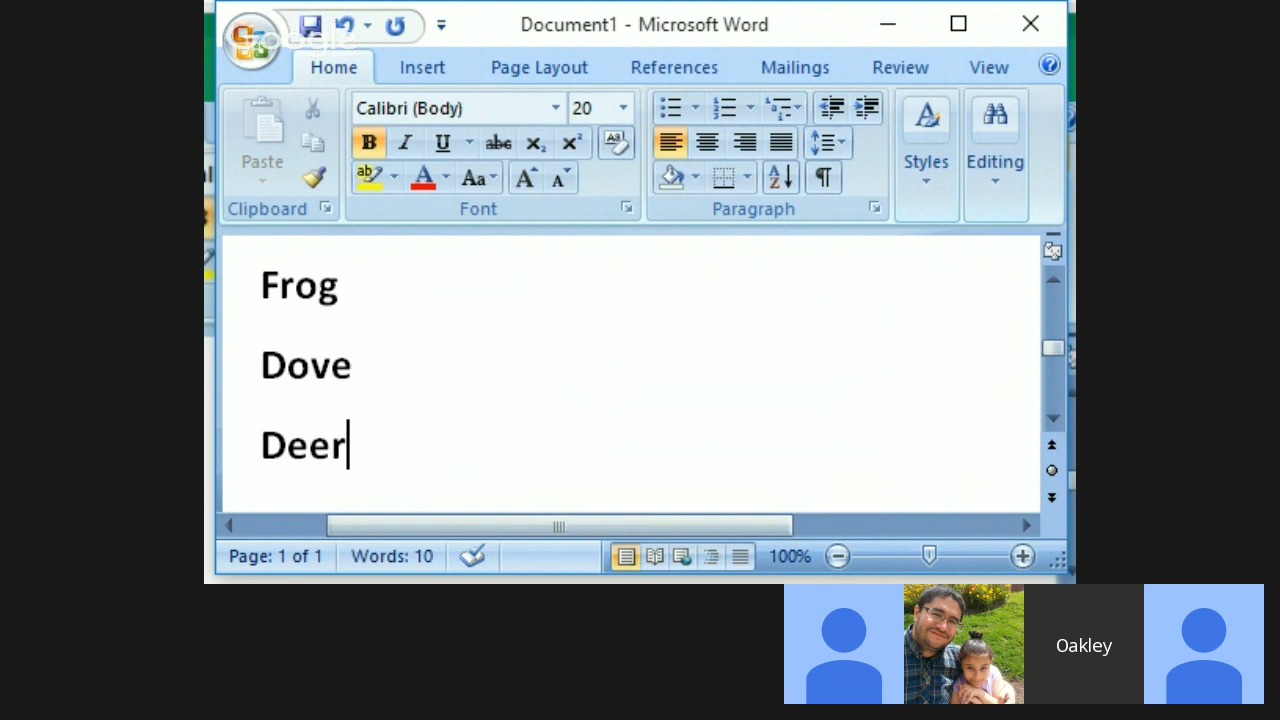 Google
Document1 - Microsoft Word
Home Insert Page Layout References Mailings Review View
Calibri (Body) 20
Paste
Styles Editing
Clipboard Font Paragraph
Frog
Dove
Deer
Page: 1 of 1 Words: 10 100%
Oakley